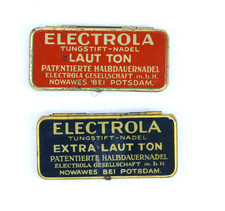 ELECTROLA
TUNGSTIFT-NADEL
LAUT TON
PATENTIERTE HALBDAUERNADEL
ELECTROLA GESELLSCHAFT m.b.H.
NOWAWES BEI POTSDAM.
ELECTROLA
TUNGSTIFT-NADEL
EXTRA LAUT TON
PATENTIERTE HALBDAUERNADEL
ELECTROLA GESELLSCHAFT m.b.H.
NOWAWES BEI POTSDAM.